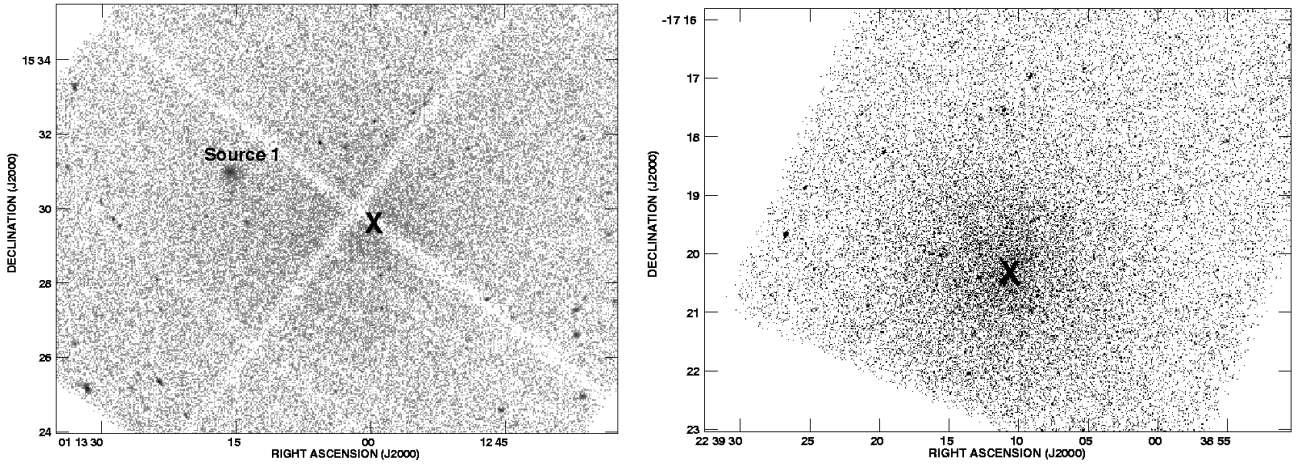 15 34
32
30
28
26
24
01 13 30
15
00
12 45
DECLINATION (J2000)
RIGHT ASCENSION (J2000)
Source 1
X
-17 16
17
18
19
20
21
22
23
22 39 30
25
20
15
10
05
00
38 55
DECLINATION (J2000)
RIGHT ASCENSION (J2000)
X